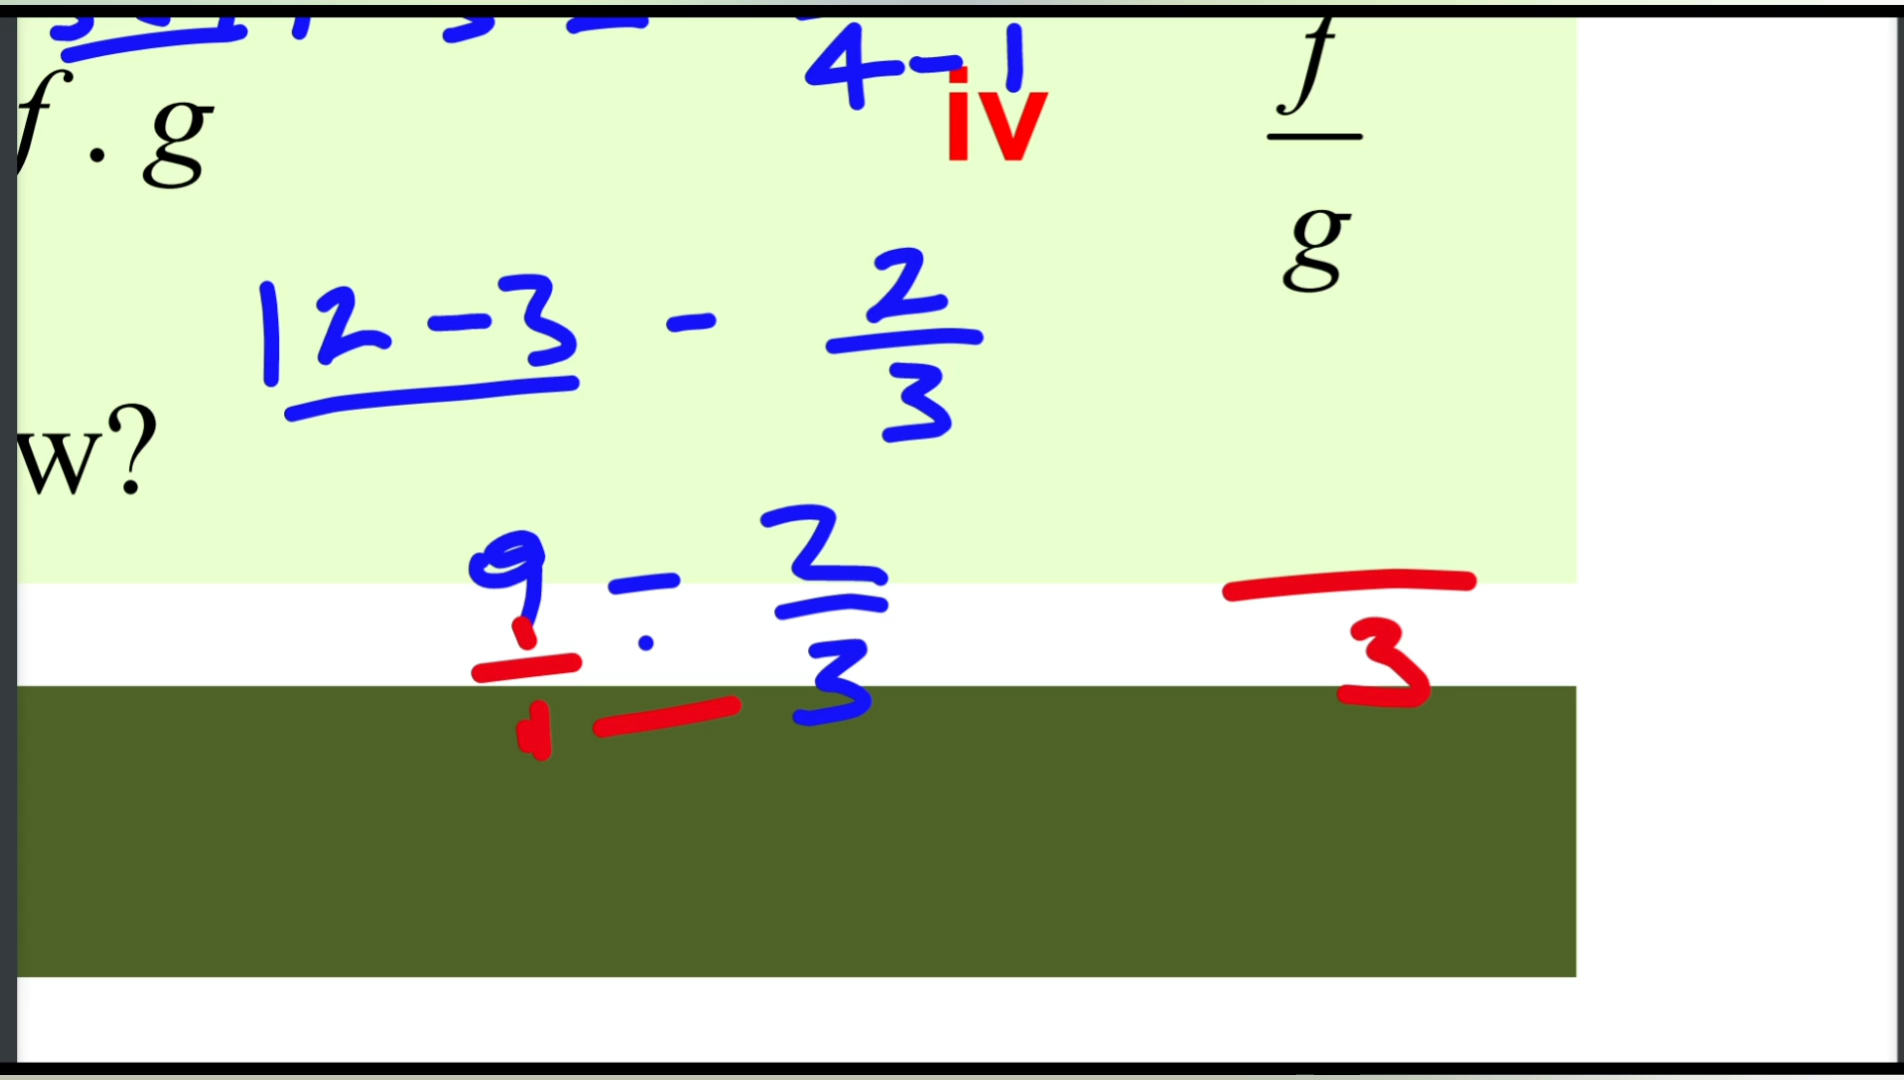 4 - 1
f . g iv f/g
12 - 3 - 2/3
w?
9/1 - 2/3
— /3